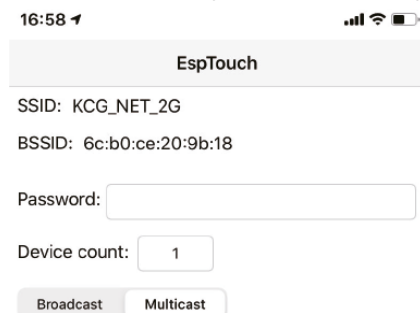 16:58
EspTouch
SSID: KCG_NET_2G
BSSID: 6c:b0:ce:20:9b:18
Password:
Device count: 1
Broadcast Multicast